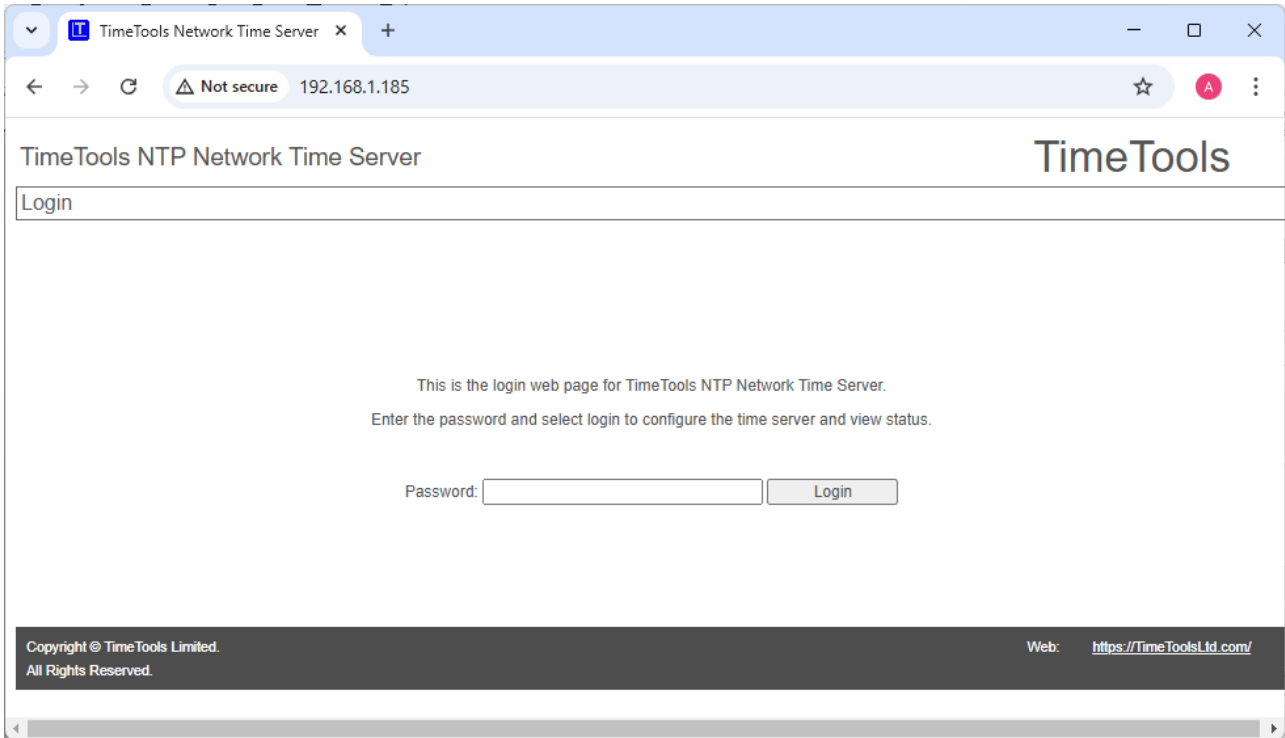 TimeTools Network Time Server
Not secure 192.168.1.185
A
TimeTools NTP Network Time Server
TimeTools
Login
This is the login web page for TimeTools NTP Network Time Server.
Enter the password and select login to configure the time server and view status.
Password:
Login
Copyright © TimeTools Limited.
Web: https://TimeToolsLtd.com/
All Rights Reserved.